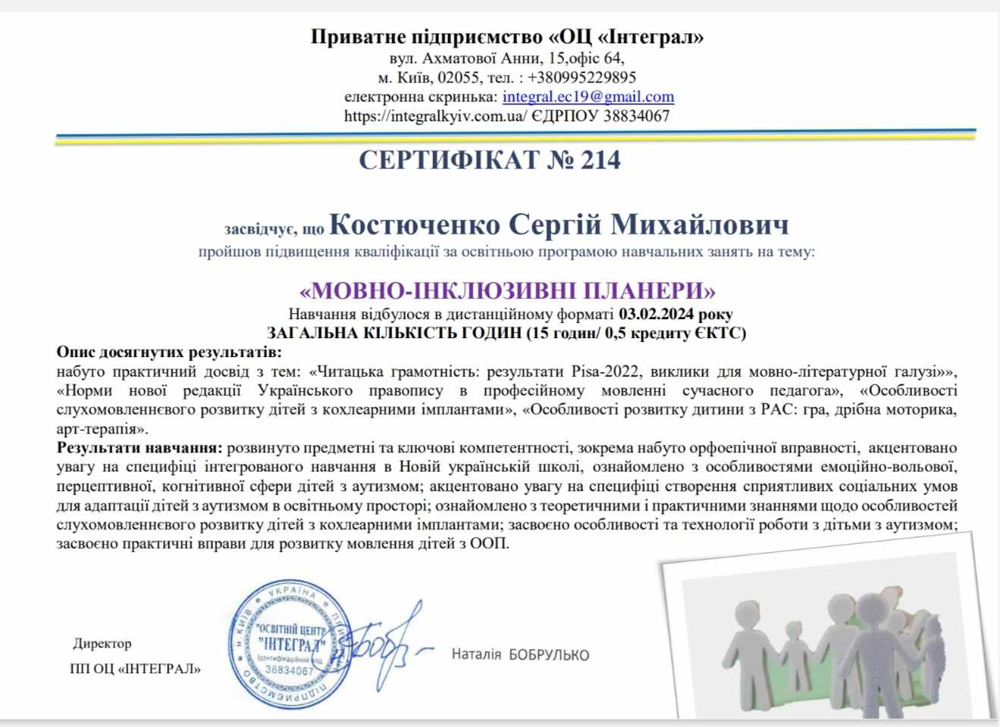 Приватне підприємство «ОЦ «Інтеграл»
вул. Ахматової Анни, 15,офіс 64,
м. Київ, 02055, тел. : +380995229895
електронна скринька: integral.ec19@gmail.com
https://integralkyiv.com.ua/ ЄДРПОУ 38834067
СЕРТИФІКАТ № 214
засвідчує, що Костюченко Сергій Михайлович
пройшов підвищення кваліфікації за освітньою програмою навчальних занять на тему:
«МОВНО-ІНКЛЮЗИВНІ ПЛАНЕРИ»
Навчання відбулося в дистанційному форматі 03.02.2024 року
ЗАГАЛЬНА КІЛЬКІСТЬ ГОДИН (15 годин/ 0,5 кредиту ЄКТС)
Опис досягнутих результатів:
набуто практичний досвід з тем: «Читацька грамотність: результати Pisa-2022, виклики для мовно-літературної галузі»»,
«Норми нової редакції Українського правопису в професійному мовленні сучасного педагога», «Особливості
слухомовленнєвого розвитку дітей з кохлеарними імплантами», «Особливості розвитку дитини з РАС: гра, дрібна моторика,
арт-терапія».
Результати навчання: розвинуто предметні та ключові компетентності, зокрема набуто орфоепічної вправності, акцентовано
увагу на специфіці інтегрованого навчання в Новій українській школі, ознайомлено з особливостями емоційно-вольової,
перцептивної, когнітивної сфери дітей з аутизмом; акцентовано увагу на специфіці створення сприятливих соціальних умов
для адаптації дітей з аутизмом в освітньому просторі; ознайомлено з теоретичними і практичними знаннями щодо особливостей
слухомовленнєвого розвитку дітей з кохлеарними імплантами; засвоєно особливості та технології роботи з дітьми з аутизмом;
засвоєно практичні вправи для розвитку мовлення дітей з ООП.
Директор
ПП ОЦ «ІНТЕГРАЛ»
УКРАЇНА
м.КИЇВ
ПІДПРИЄМСТВО
"ОСВІТНІЙ ЦЕНТР
"ІНТЕГРАЛ"
Ідентифікаційний код
38834067
Наталія БОБРУЛЬКО